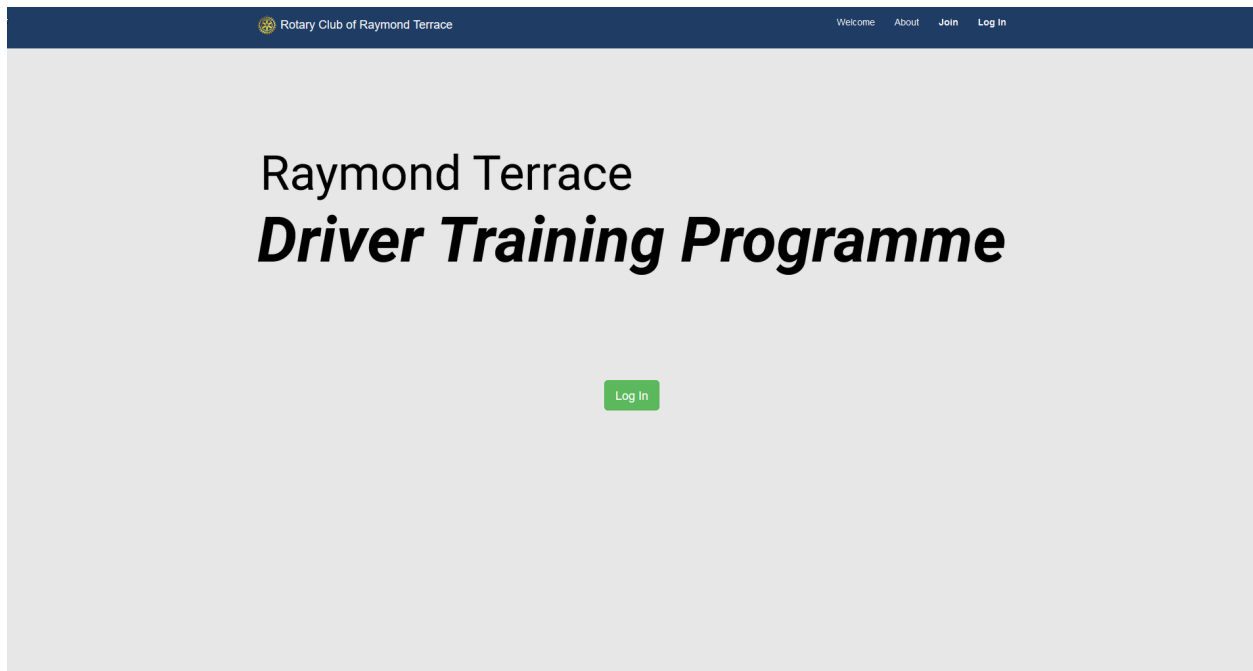 Rotary Club of Raymond Terrace
Welcome About Join Log In
Raymond Terrace
Driver Training Programme
Log In